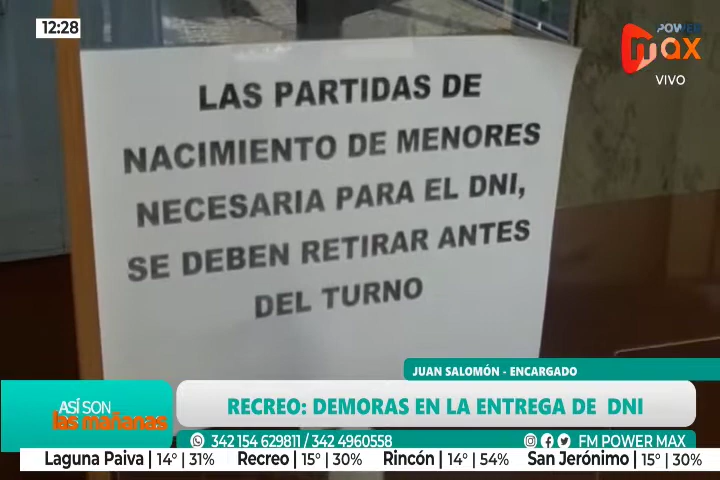 12:28
POWER
max
VIVO
LAS PARTIDAS DE
NACIMIENTO DE MENORES
NECESARIA PARA EL DNI,
SE DEBEN RETIRAR ANTES
DEL TURNO
JUAN SALOMÓN - ENCARGADO
ASÍ SON
las mañanas
RECREO: DEMORAS EN LA ENTREGA DE DNI
342 154 629811 / 342 4960558
FM POWER MAX
Laguna Paiva | 14° | 31% Recreo | 15° | 30% Rincón | 14° | 54% San Jerónimo | 15° | 30%